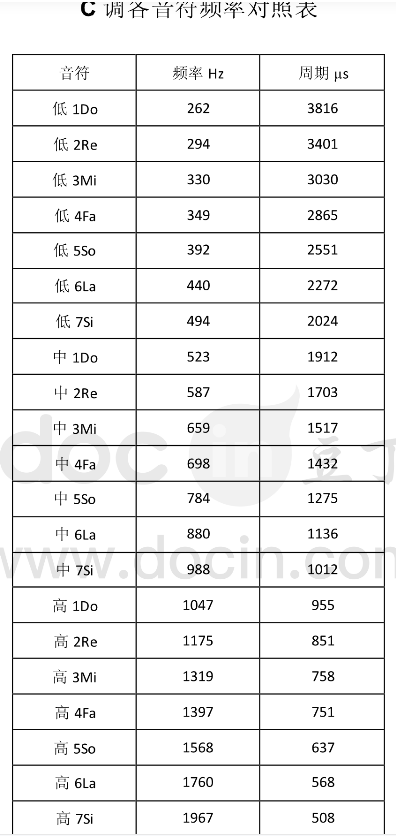 C 调各音符频率对照表
音符 频率 Hz 周期 μs
低 1Do 262 3816
低 2Re 294 3401
低 3Mi 330 3030
低 4Fa 349 2865
低 5So 392 2551
低 6La 440 2272
低 7Si 494 2024
中 1Do 523 1912
中 2Re 587 1703
中 3Mi 659 1517
中 4Fa 698 1432
中 5So 784 1275
中 6La 880 1136
中 7Si 988 1012
高 1Do 1047 955
高 2Re 1175 851
高 3Mi 1319 758
高 4Fa 1397 751
高 5So 1568 637
高 6La 1760 568
高 7Si 1967 508
doc in 豆丁
www.docin.com